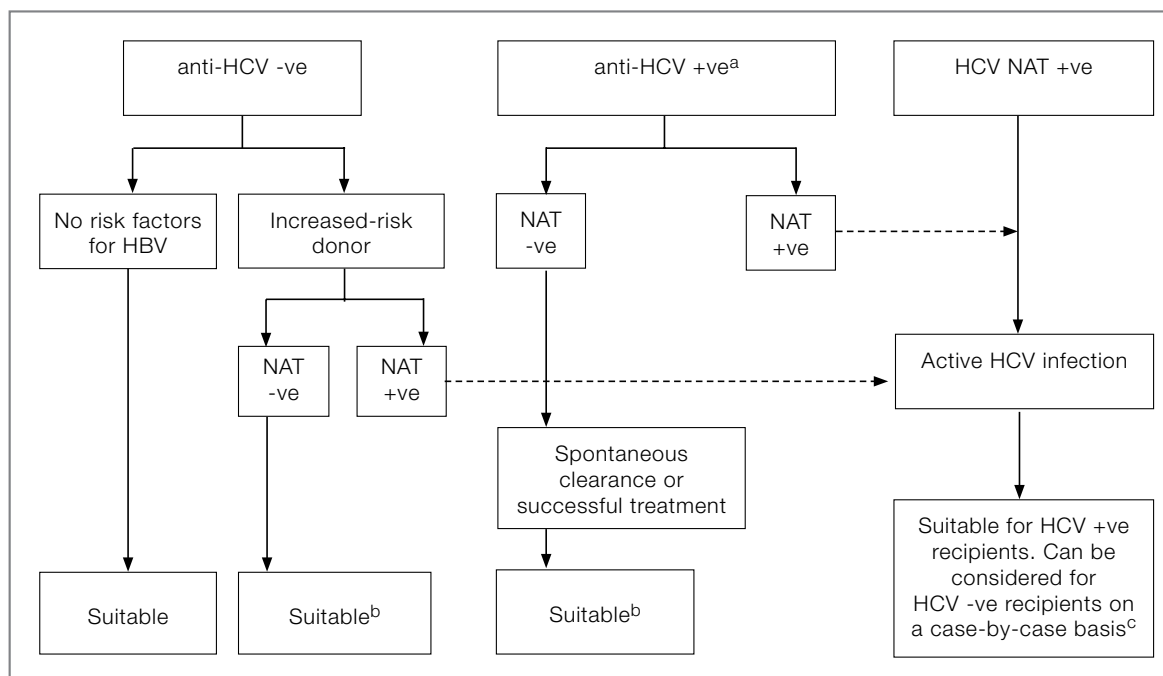 anti-HCV -ve
anti-HCV +veᵃ
HCV NAT +ve
No risk factors
for HBV
Increased-risk
donor
NAT
-ve
NAT
+ve
NAT
-ve
NAT
+ve
Active HCV infection
Spontaneous
clearance or
successful treatment
Suitable
Suitableᵇ
Suitableᵇ
Suitable for HCV +ve
recipients. Can be
considered for
HCV -ve recipients on
a case-by-case basisᶜ